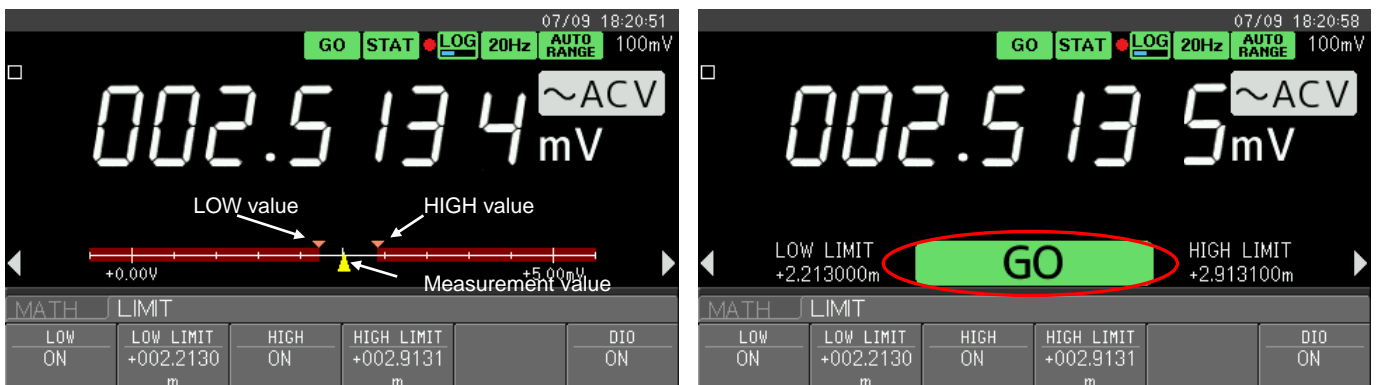 07/09 18:20:51
GO STAT LOG 20Hz AUTO RANGE 100mV
002.5134 mV ~ACV
LOW value HIGH value
+0.00V +5.00mV
Measurement value
MATH LIMIT
LOW LOW LIMIT HIGH HIGH LIMIT DIO
ON +002.2130 ON +002.9131 ON
m m
07/09 18:20:58
GO STAT LOG 20Hz AUTO RANGE 100mV
002.5135 mV ~ACV
LOW LIMIT GO HIGH LIMIT
+2.213000m +2.913100m
MATH LIMIT
LOW LOW LIMIT HIGH HIGH LIMIT DIO
ON +002.2130 ON +002.9131 ON
m m